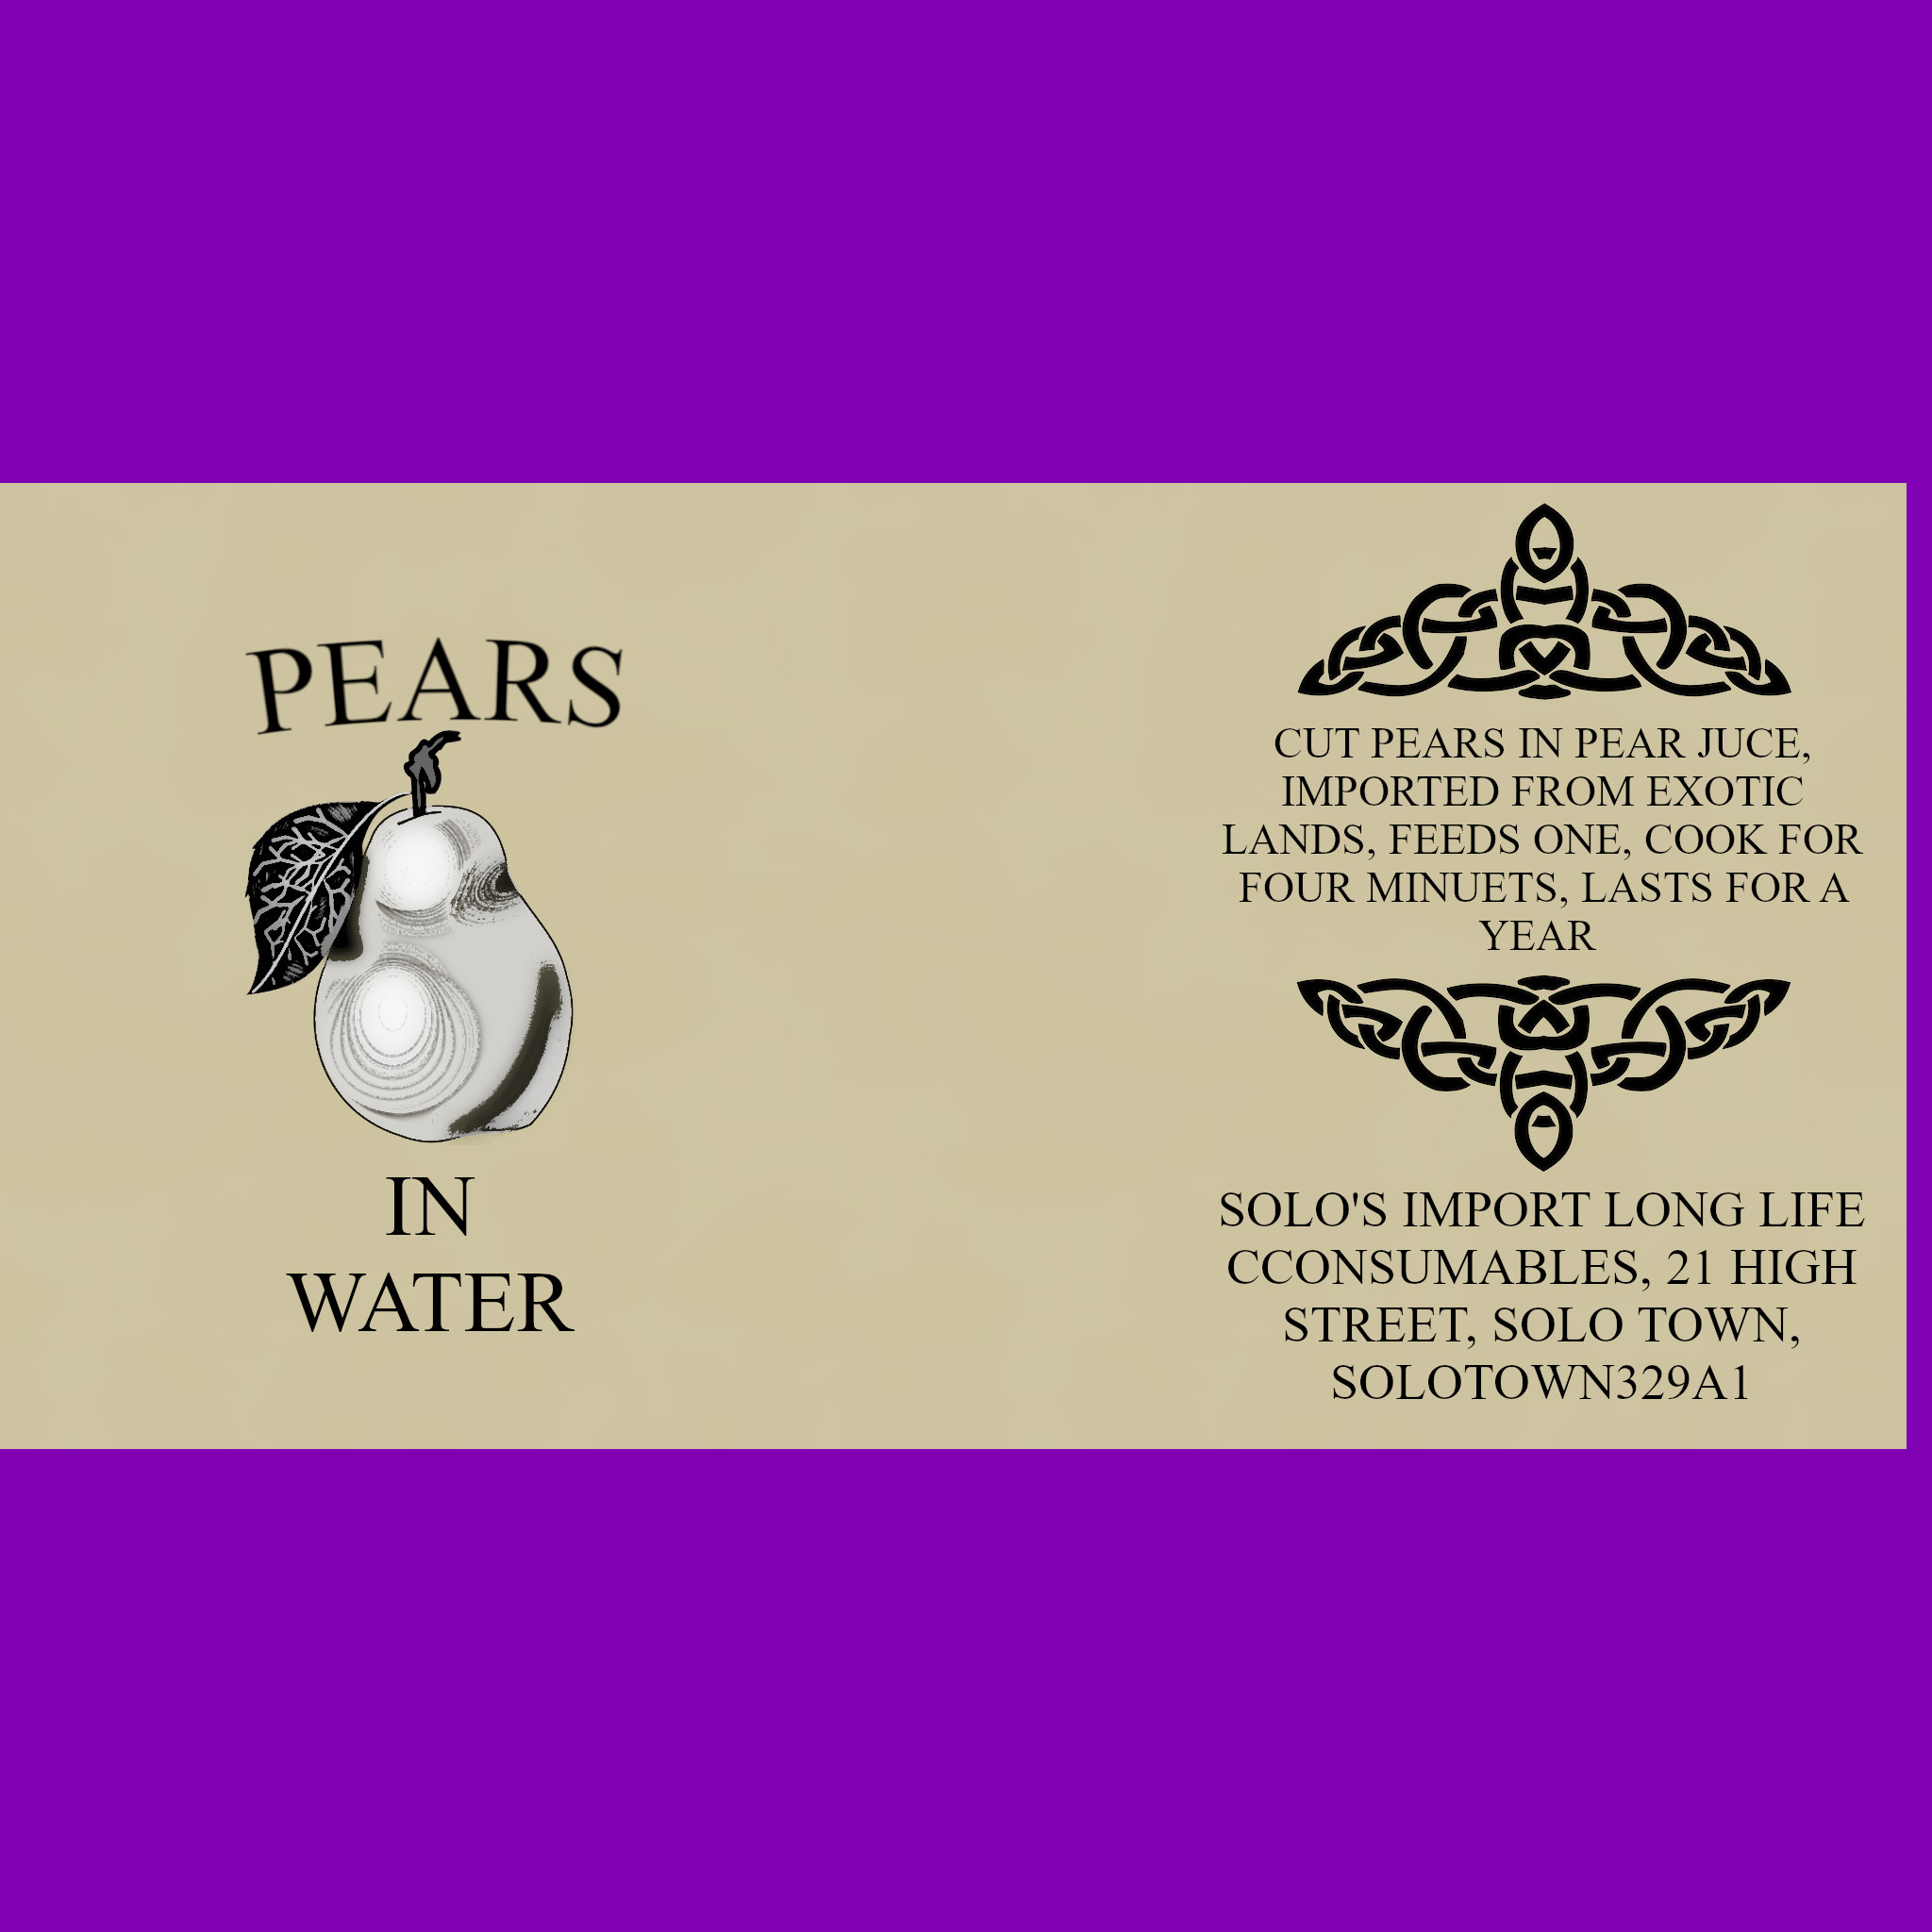 PEARS
IN
WATER
CUT PEARS IN PEAR JUCE,
IMPORTED FROM EXOTIC
LANDS, FEEDS ONE, COOK FOR
FOUR MINUETS, LASTS FOR A
YEAR
SOLO'S IMPORT LONG LIFE
CCONSUMABLES, 21 HIGH
STREET, SOLO TOWN,
SOLOTOWN329A1